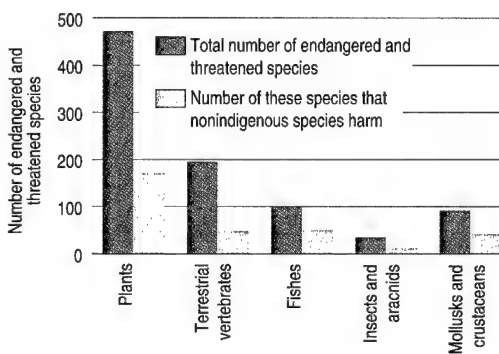 Number of endangered and
threatened species
500
400
300
200
100
0
Total number of endangered and
threatened species
Number of these species that
nonindigenous species harm
Plants
Terrestrial
vertebrates
Fishes
Insects and
aracnids
Mollusks and
crustaceans